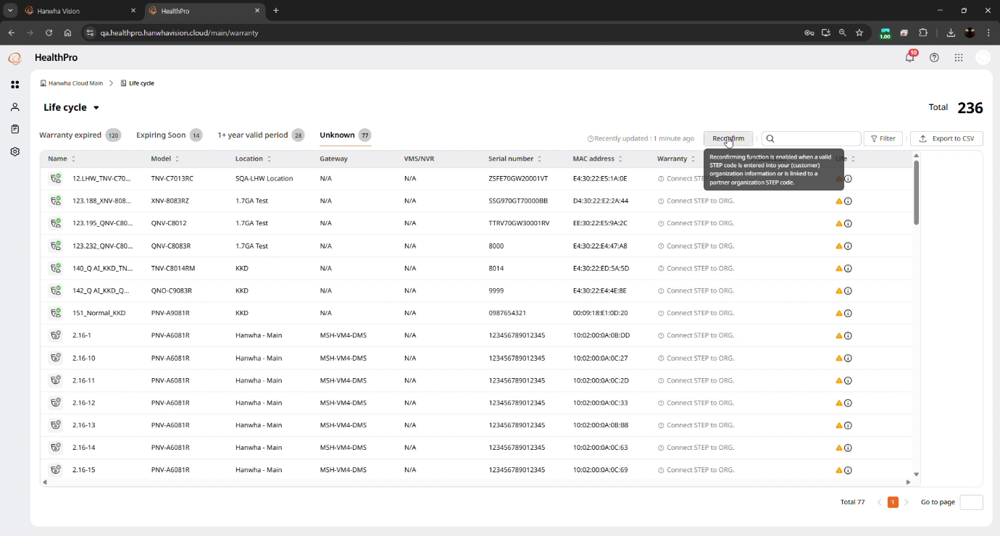 Hanwha Vision
HealthPro
qa.healthpro.hanwhavision.cloud/main/warranty
1.00
HealthPro
10
Hanwha Cloud Main > Life cycle
Life cycle
Total 236
Warranty expired 120
Expiring Soon 14
1+ year valid period 28
Unknown 77
Recently updated : 1 minute ago
Reconfirm
Filter
Export to CSV
Reconfirming function is enabled when a valid
STEP code is entered into your (customer)
organization information or is linked to a
partner organization STEP code.
Name Model Location Gateway VMS/NVR Serial number MAC address Warranty
12.LHW_TNV-C70... TNV-C7013RC SQA-LHW Location N/A N/A ZSFE70GW20001VT E4:30:22:E5:1A:0E Connect STEP
123.188_XNV-808... XNV-8083RZ 1.7GA Test N/A N/A SSG970GT70000BB D4:30:22:E2:2A:44 Connect STEP to ORG.
123.195_QNV-C80... QNV-C8012 1.7GA Test N/A N/A TTRV70GW30001RV EE:30:22:E5:9A:2C Connect STEP to ORG.
123.232_QNV-C80... QNV-C8083R 1.7GA Test N/A N/A 8000 E4:30:22:E4:47:A8 Connect STEP to ORG.
140_Q AI_KKD_TN... TNV-C8014RM KKD N/A N/A 8014 E4:30:22:ED:5A:5D Connect STEP to ORG.
142_Q AI_KKD_Q... QNO-C9083R KKD N/A N/A 9999 E4:30:22:E4:4E:8E Connect STEP to ORG.
151_Normal_KKD PNV-A9081R KKD N/A N/A 0987654321 00:09:18:E1:0D:20 Connect STEP to ORG.
2.16-1 PNV-A6081R Hanwha - Main MSH-VM4-DMS N/A 123456789012345 10:02:00:0A:0B:DD Connect STEP to ORG.
2.16-10 PNV-A6081R Hanwha - Main MSH-VM4-DMS N/A 123456789012345 10:02:00:0A:0C:27 Connect STEP to ORG.
2.16-11 PNV-A6081R Hanwha - Main MSH-VM4-DMS N/A 123456789012345 10:02:00:0A:0C:2D Connect STEP to ORG.
2.16-12 PNV-A6081R Hanwha - Main MSH-VM4-DMS N/A 123456789012345 10:02:00:0A:0C:33 Connect STEP to ORG.
2.16-13 PNV-A6081R Hanwha - Main MSH-VM4-DMS N/A 123456789012345 10:02:00:0A:0B:B8 Connect STEP to ORG.
2.16-14 PNV-A6081R Hanwha - Main MSH-VM4-DMS N/A 123456789012345 10:02:00:0A:0C:63 Connect STEP to ORG.
2.16-15 PNV-A6081R Hanwha - Main MSH-VM4-DMS N/A 123456789012345 10:02:00:0A:0C:69 Connect STEP to ORG.
Total 77 1 Go to page